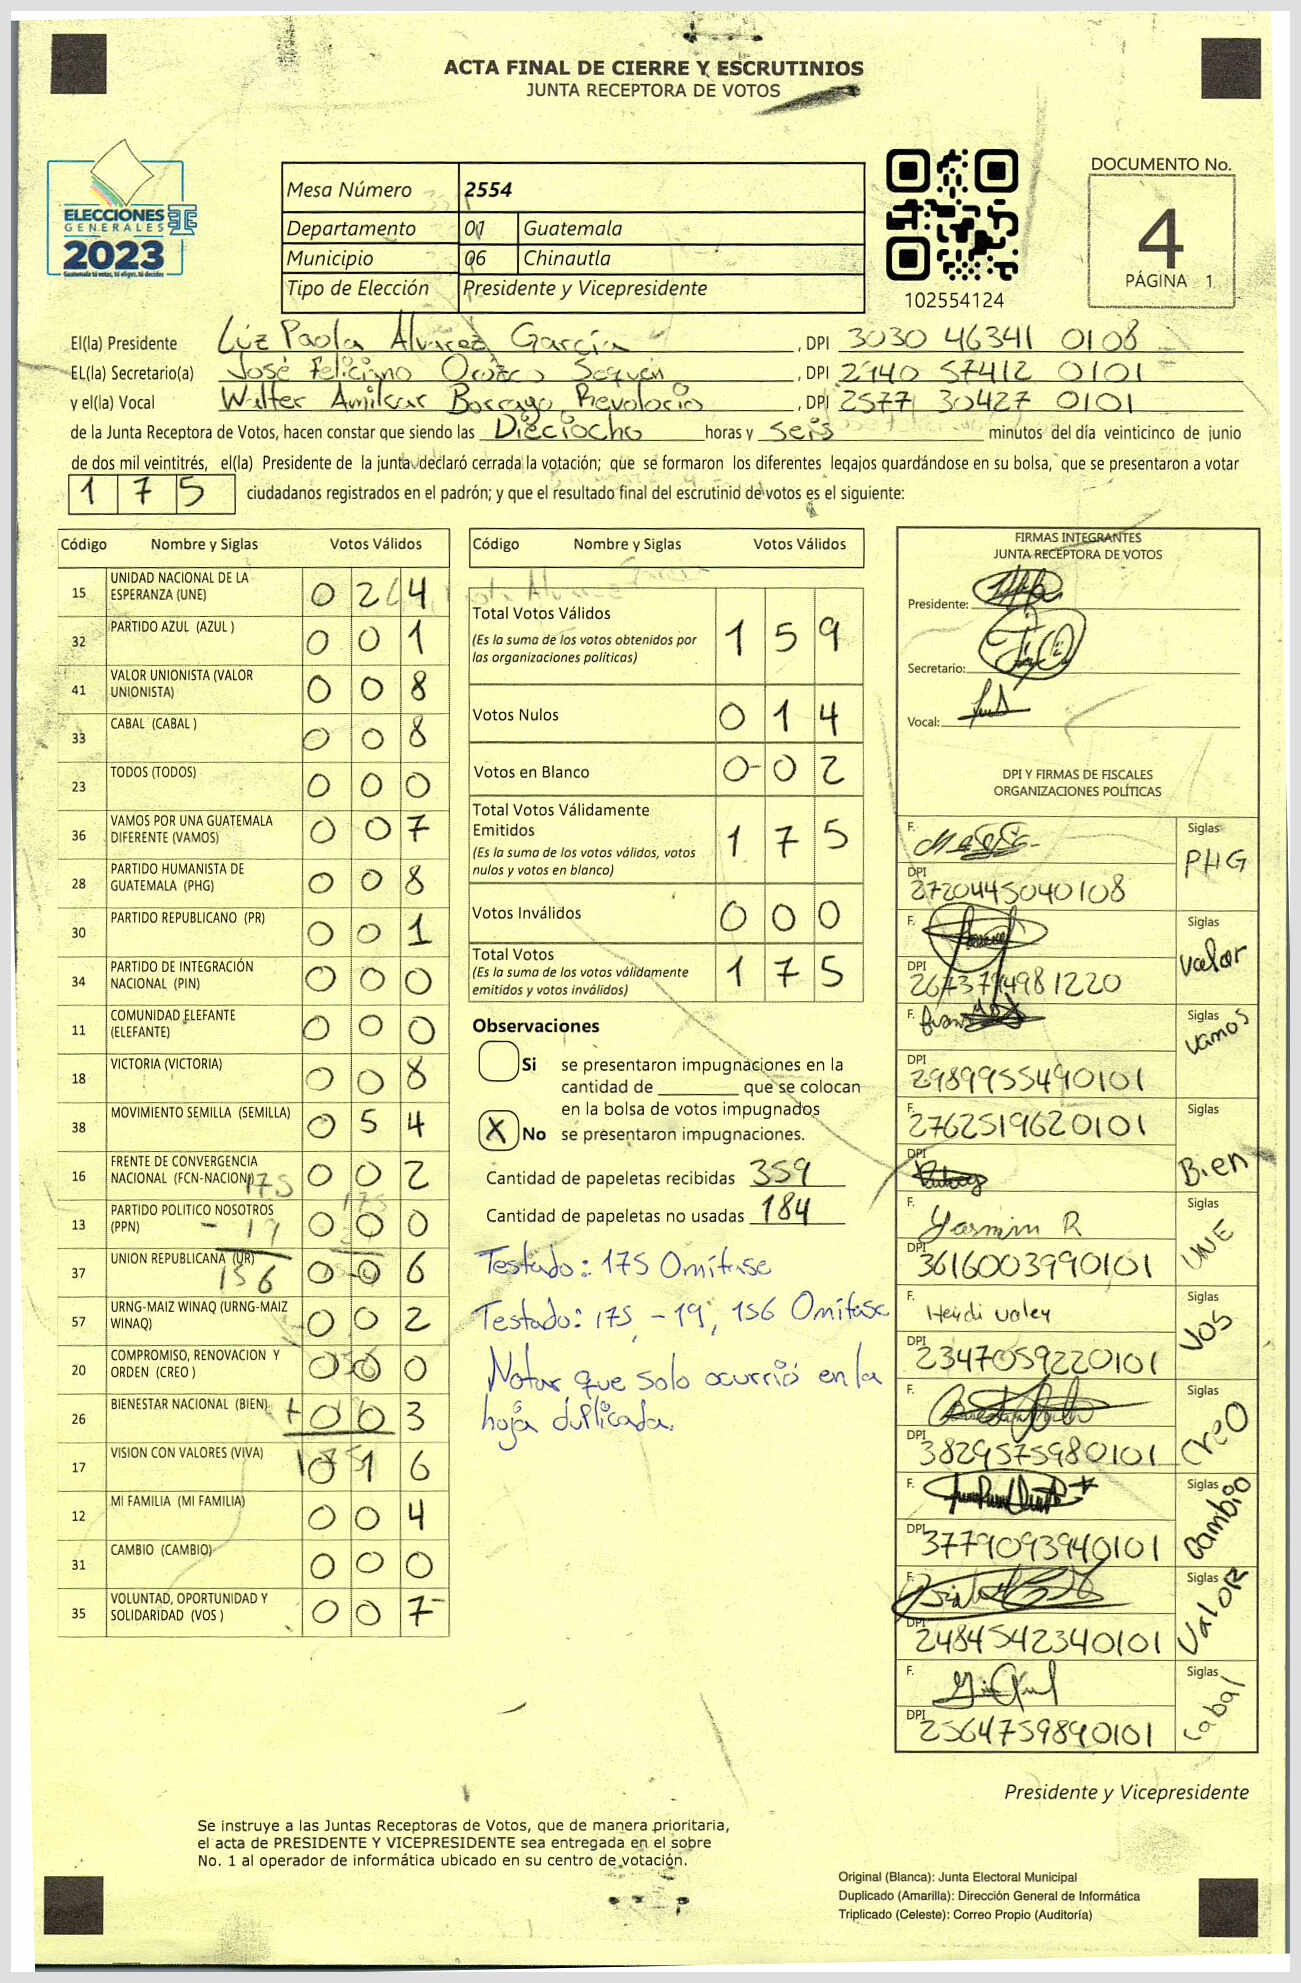 ACTA FINAL DE CIERRE Y ESCRUTINIOS
JUNTA RECEPTORA DE VOTOS
ELECCIONES
GENERALES
2023
Guatemala tú votas, tú eliges, tú decides
Mesa Número 2554
Departamento 01 Guatemala
Municipio 06 Chinautla
Tipo de Elección Presidente y Vicepresidente
102554124
DOCUMENTO No.
4
PÁGINA 1
El(la) Presidente Liz Paola Alvarez García, DPI 3030 46341 0108
EL(la) Secretario(a) José Feliciano Orozco Sequén, DPI 2940 57412 0101
y el(la) Vocal Walter Amilcar Borrayo Revolorio, DPI 2577 30427 0101
de la Junta Receptora de Votos, hacen constar que siendo las Dieciocho horas y seis minutos del día veinticinco de junio
de dos mil veintitrés, el(la) Presidente de la junta declaró cerrada la votación; que se formaron los diferentes legajos guardándose en su bolsa, que se presentaron a votar
175 ciudadanos registrados en el padrón; y que el resultado final del escrutinio de votos es el siguiente:
Código Nombre y Siglas Votos Válidos
15 UNIDAD NACIONAL DE LA ESPERANZA (UNE) 0 2 4
32 PARTIDO AZUL (AZUL ) 0 0 1
41 VALOR UNIONISTA (VALOR UNIONISTA) 0 0 8
33 CABAL (CABAL ) 0 0 8
23 TODOS (TODOS) 0 0 0
36 VAMOS POR UNA GUATEMALA DIFERENTE (VAMOS) 0 0 7
28 PARTIDO HUMANISTA DE GUATEMALA (PHG) 0 0 8
30 PARTIDO REPUBLICANO (PR) 0 0 1
34 PARTIDO DE INTEGRACIÓN NACIONAL (PIN) 0 0 0
11 COMUNIDAD ELEFANTE (ELEFANTE) 0 0 0
18 VICTORIA (VICTORIA) 0 0 8
38 MOVIMIENTO SEMILLA (SEMILLA) 0 5 4
16 FRENTE DE CONVERGENCIA NACIONAL (FCN-NACION) 0 0 2
175
13 PARTIDO POLITICO NOSOTROS (PPN) 0 0 0
- 19
37 UNION REPUBLICANA (UR) 0 0 6
156
57 URNG-MAIZ WINAQ (URNG-MAIZ WINAQ) 0 0 2
20 COMPROMISO, RENOVACION Y ORDEN (CREO ) 0 0 0
26 BIENESTAR NACIONAL (BIEN) 0 0 3
17 VISION CON VALORES (VIVA) 0 1 6
12 MI FAMILIA (MI FAMILIA) 0 0 4
31 CAMBIO (CAMBIO) 0 0 0
35 VOLUNTAD, OPORTUNIDAD Y SOLIDARIDAD (VOS ) 0 0 7
Código Nombre y Siglas Votos Válidos
Total Votos Válidos 1 5 9
(Es la suma de los votos obtenidos por
las organizaciones políticas)
Votos Nulos 0 1 4
Votos en Blanco 0 0 2
Total Votos Válidamente
Emitidos 1 7 5
(Es la suma de los votos válidos, votos
nulos y votos en blanco)
Votos Inválidos 0 0 0
Total Votos 1 7 5
(Es la suma de los votos válidamente
emitidos y votos inválidos)
Observaciones
Si se presentaron impugnaciones en la
cantidad de ________ que se colocan
en la bolsa de votos impugnados
X No se presentaron impugnaciones.
Cantidad de papeletas recibidas 359
Cantidad de papeletas no usadas 184
Testado: 175 Omítase
Testado: 175, -19, 156 Omítase
Notar que solo ocurrió en la
hoja duplicada.
FIRMAS INTEGRANTES
JUNTA RECEPTORA DE VOTOS
Presidente:
Secretario:
Vocal:
DPI Y FIRMAS DE FISCALES
ORGANIZACIONES POLÍTICAS
F. Siglas PHG
DPI 2720445040108
F. Siglas Valor
DPI 2673794981220
F. Siglas Vamos
DPI 2989955490101
F. 2762519620101 Siglas Bien
DPI
F. Yasmin R Siglas UNE
DPI 3616003990101
F. Heidi Valey Siglas VOS
DPI 2347059220101
F. Siglas Creo
DPI 3829575980101
F. Siglas Cambio
DPI 3779093940101
F. Siglas Valor
DPI 2484542340101
F. Siglas Cabal
DPI 2564759890101
Presidente y Vicepresidente
Se instruye a las Juntas Receptoras de Votos, que de manera prioritaria,
el acta de PRESIDENTE Y VICEPRESIDENTE sea entregada en el sobre
No. 1 al operador de informática ubicado en su centro de votación.
Original (Blanca): Junta Electoral Municipal
Duplicado (Amarilla): Dirección General de Informática
Triplicado (Celeste): Correo Propio (Auditoría)